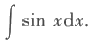 ∫ sin xdx.